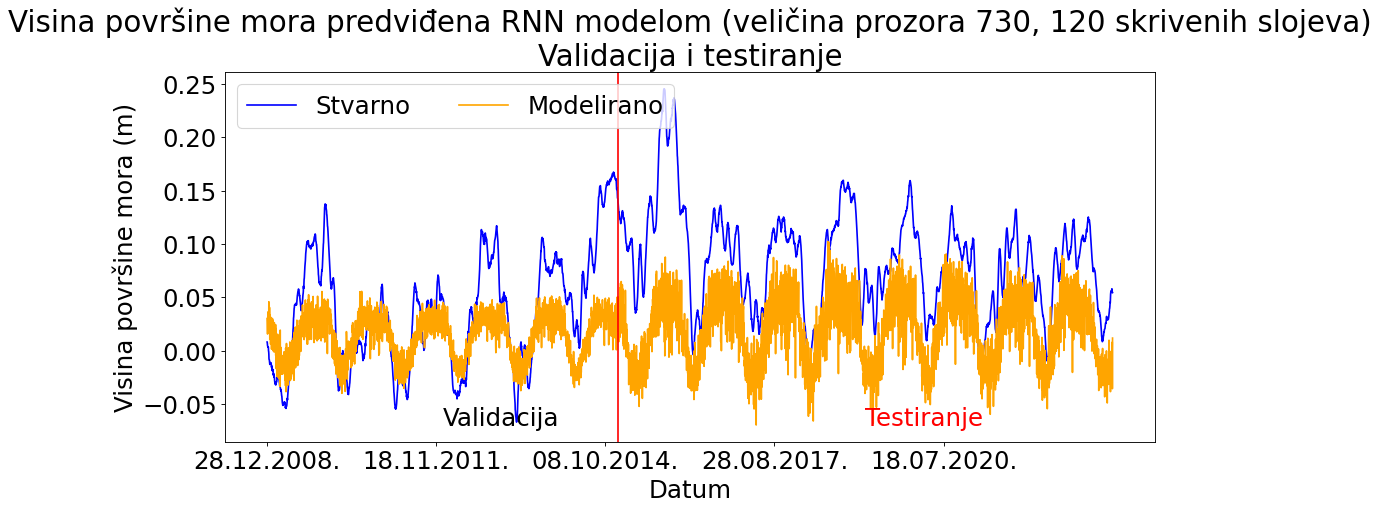 Visina površine mora predviđena RNN modelom (veličina prozora 730, 120 skrivenih slojeva)
Validacija i testiranje
Stvarno
Modelirano
Visina površine mora (m)
0.25
0.20
0.15
0.10
0.05
0.00
−0.05
Validacija
Testiranje
28.12.2008.
18.11.2011.
08.10.2014.
28.08.2017.
18.07.2020.
Datum